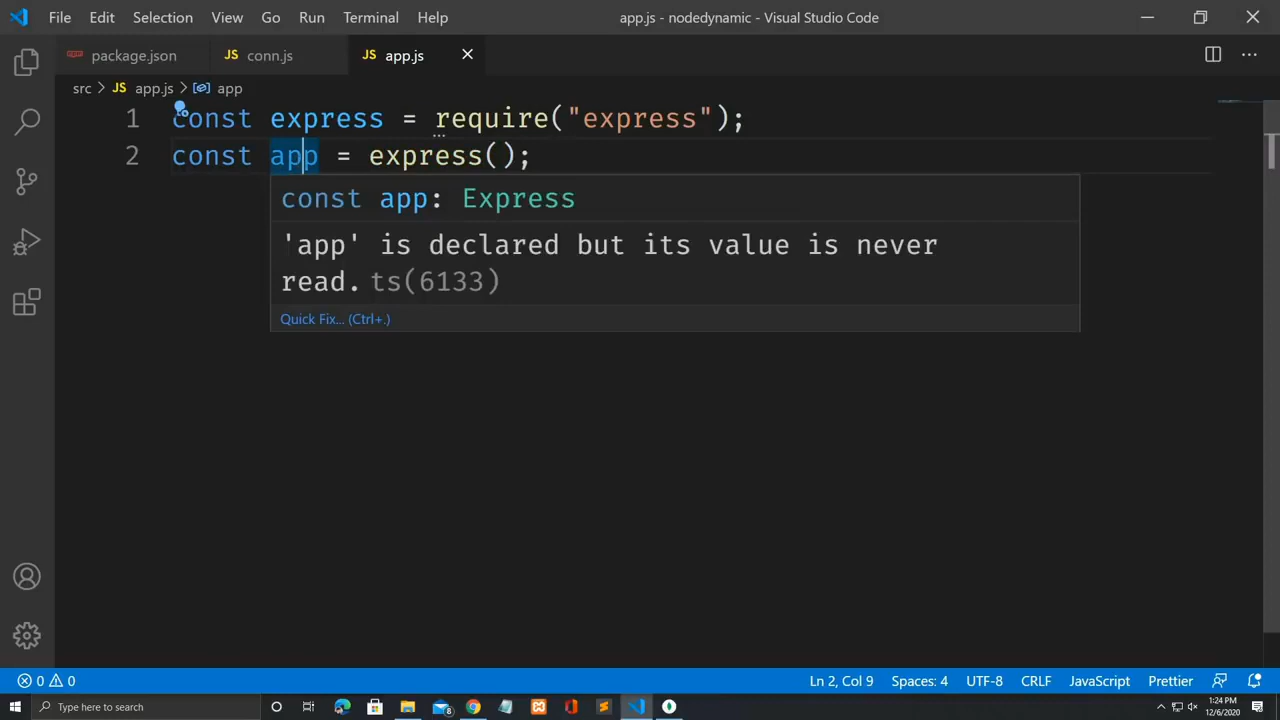 File Edit Selection View Go Run Terminal Help
app.js - nodedynamic - Visual Studio Code
package.json
JS conn.js
JS app.js
src > JS app.js > app
1 const express = require("express");
2 const app = express();
const app: Express
'app' is declared but its value is never
read. ts(6133)
Quick Fix... (Ctrl+.)
0 0
Ln 2, Col 9 Spaces: 4 UTF-8 CRLF JavaScript Prettier
Type here to search
8
1:24 PM
12/6/2020